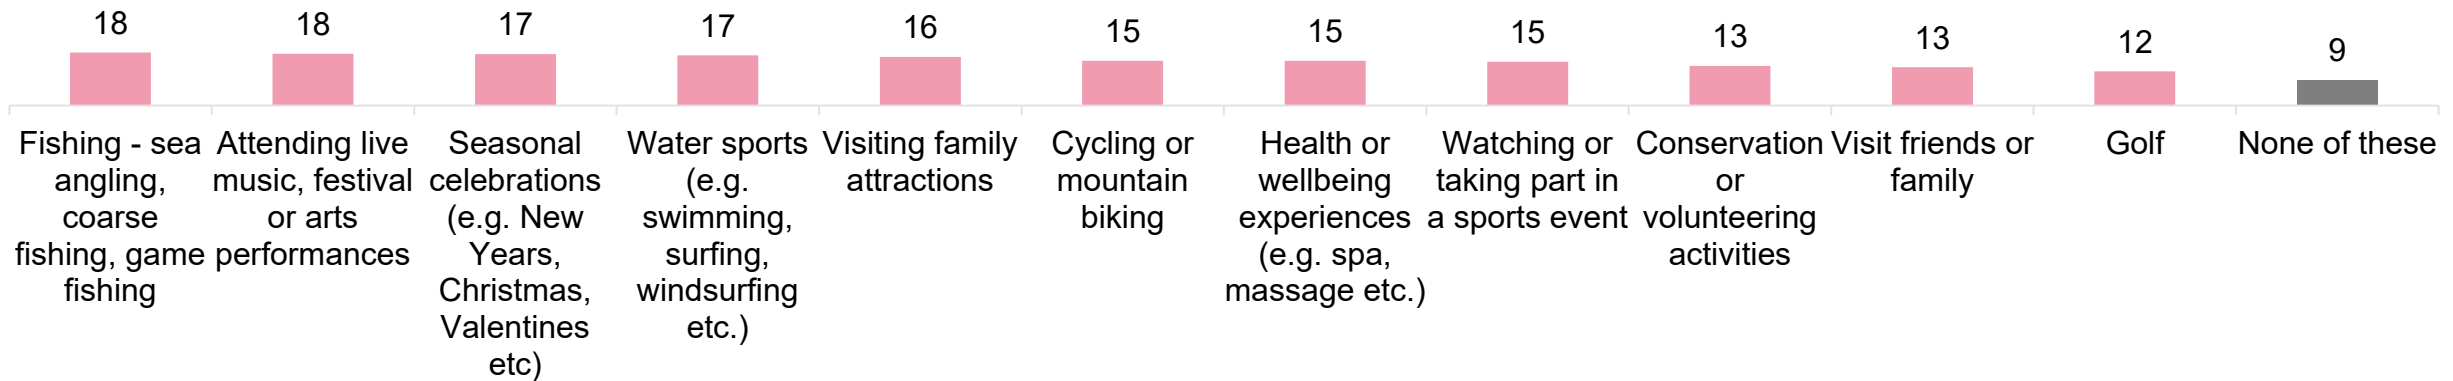 18
18
17
17
16
15
15
15
13
13
12
9
Fishing - sea
angling,
coarse
fishing, game
fishing
Attending live
music, festival
or arts
performances
Seasonal
celebrations
(e.g. New
Years,
Christmas,
Valentines
etc)
Water sports
(e.g.
swimming,
surfing,
windsurfing
etc.)
Visiting family
attractions
Cycling or
mountain
biking
Health or
wellbeing
experiences
(e.g. spa,
massage etc.)
Watching or
taking part in
a sports event
Conservation
or
volunteering
activities
Visit friends or
family
Golf
None of these